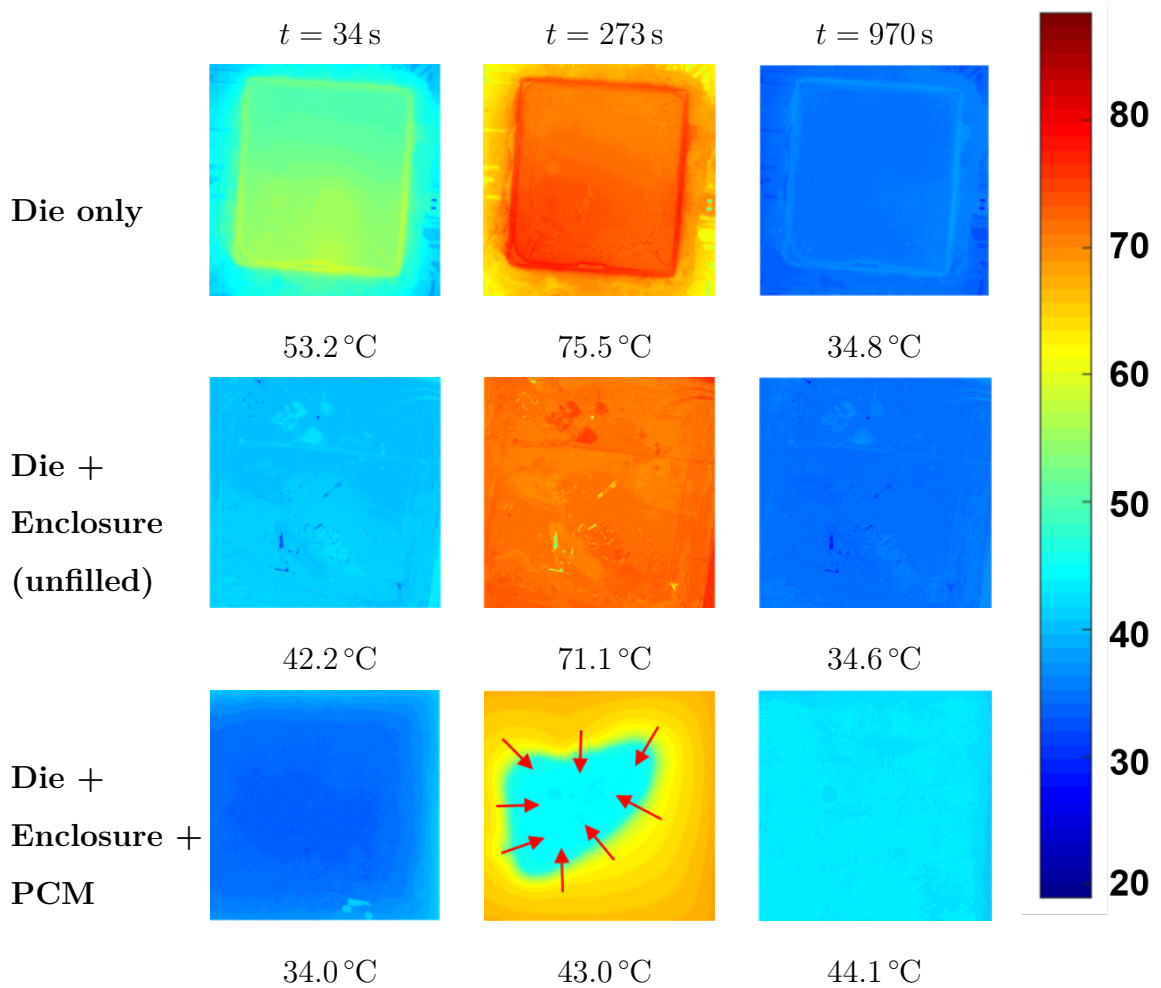 t = 34 s
t = 273 s
t = 970 s
Die only
53.2 °C
75.5 °C
34.8 °C
Die +
Enclosure
(unfilled)
42.2 °C
71.1 °C
34.6 °C
Die +
Enclosure +
PCM
34.0 °C
43.0 °C
44.1 °C
80
70
60
50
40
30
20